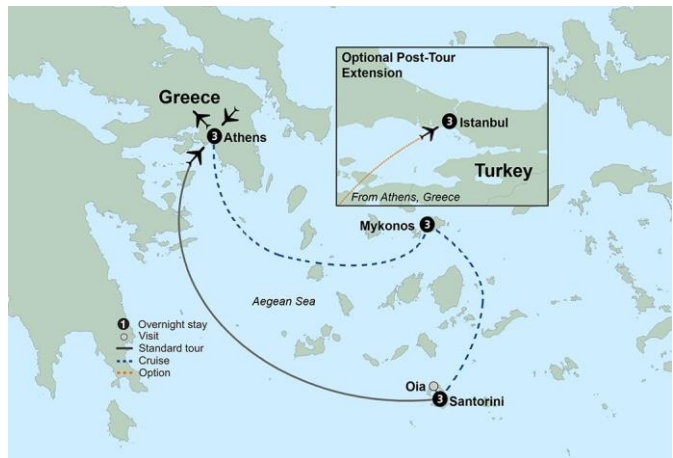 Optional Post-Tour
Extension
3 Istanbul
Turkey
From Athens, Greece
Greece
3 Athens
Mykonos 3
Aegean Sea
1 Overnight stay
Visit
Standard tour
Cruise
Option
Oia
3 Santorini